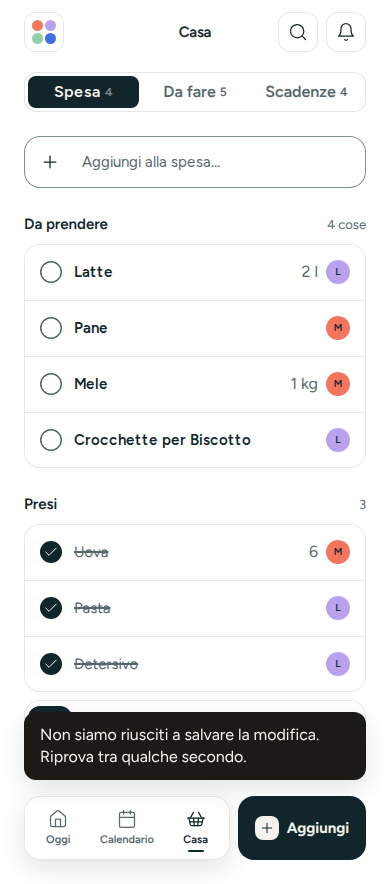 Casa
Spesa 4
Da fare 5
Scadenze 4
Aggiungi alla spesa...
Da prendere
4 cose
Latte
2 l
L
Pane
M
Mele
1 kg
M
Crocchette per Biscotto
L
Presi
3
Uova
6
M
Pasta
L
Detersivo
L
Non siamo riusciti a salvare la modifica.
Riprova tra qualche secondo.
Oggi
Calendario
Casa
Aggiungi